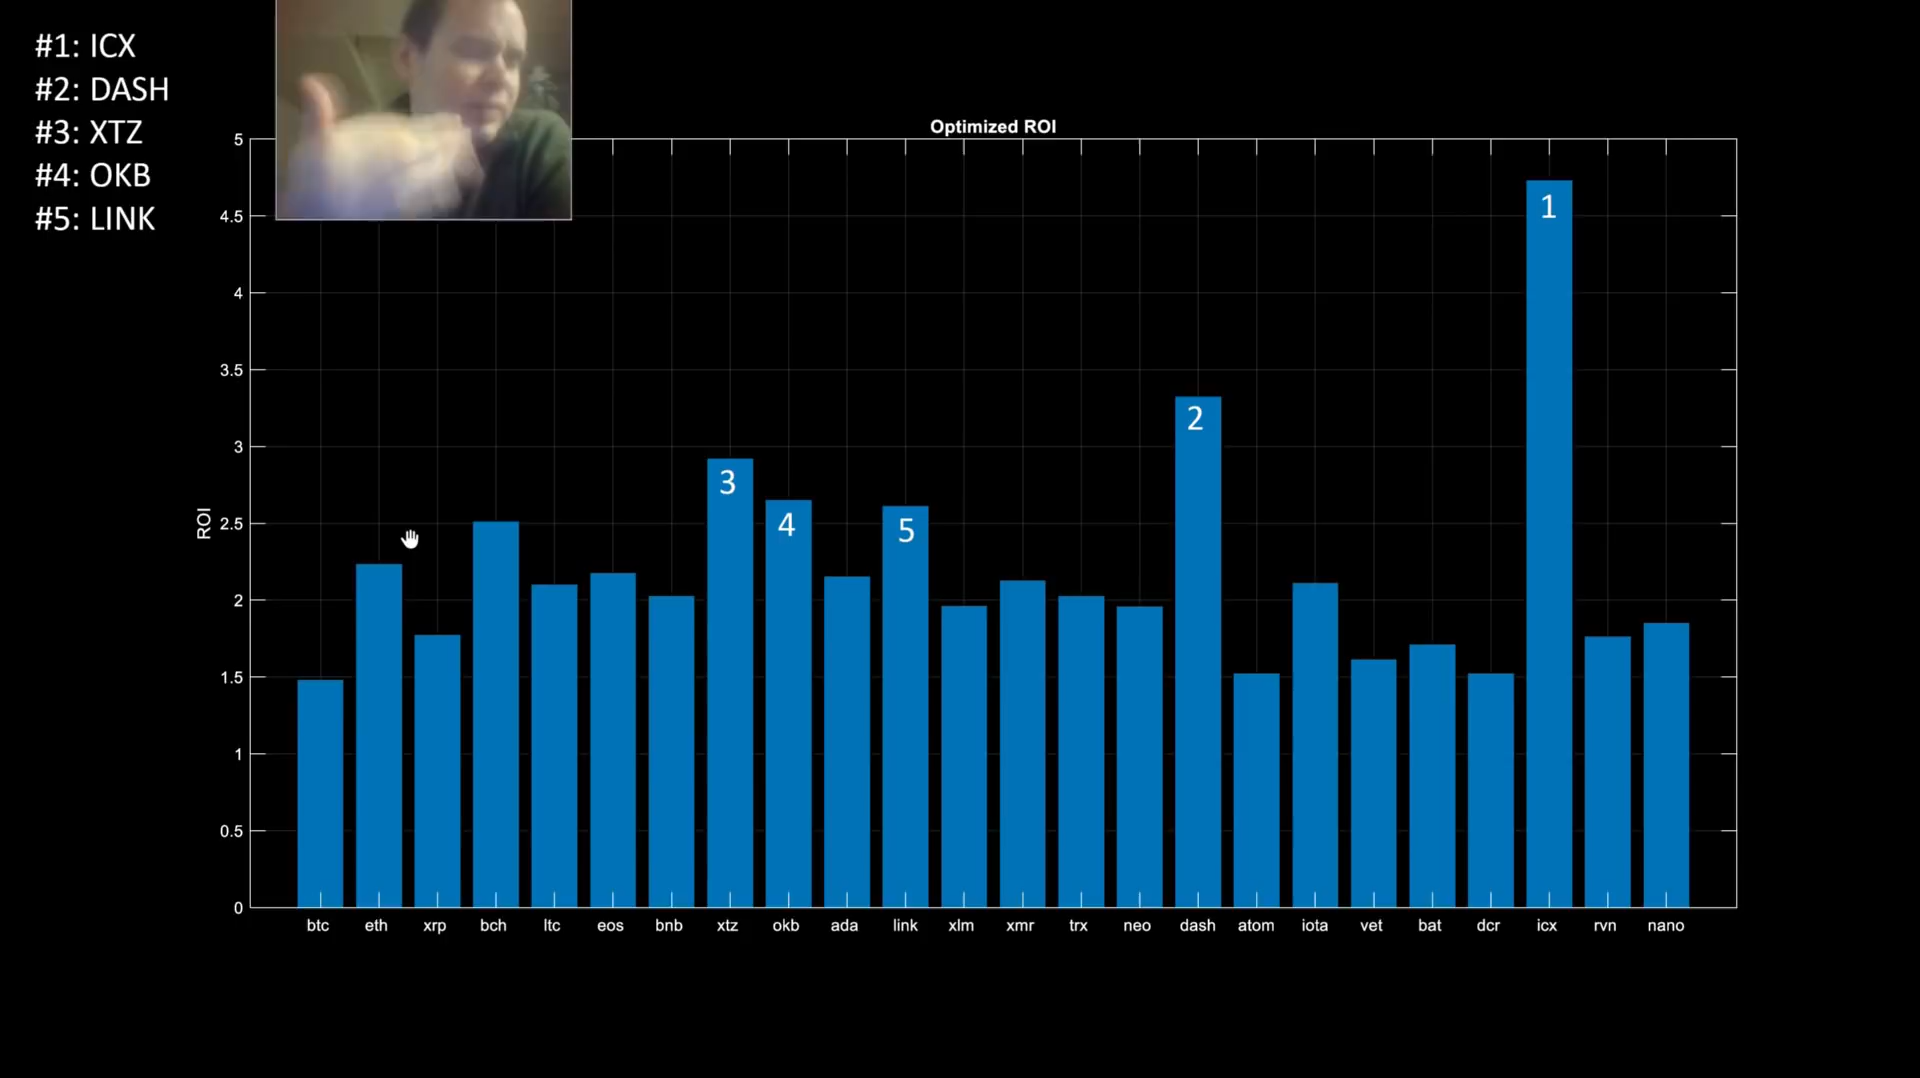 #1: ICX
#2: DASH
#3: XTZ
#4: OKB
#5: LINK
Optimized ROI
5
4.5
4
3.5
3
2.5
2
1.5
1
0.5
0
ROI
1
2
3
4
5
btc eth xrp bch ltc eos bnb xtz okb ada link xlm xmr trx neo dash atom iota vet bat dcr icx rvn nano